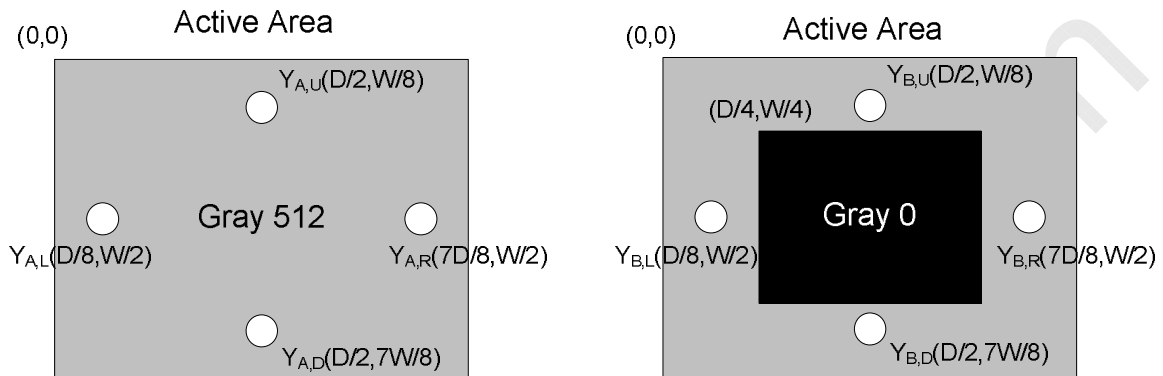 Active Area
(0,0)
Y_A,U(D/2,W/8)
Gray 512
Y_A,L(D/8,W/2)
Y_A,R(7D/8,W/2)
Y_A,D(D/2,7W/8)
Active Area
(0,0)
Y_B,U(D/2,W/8)
(D/4,W/4)
Gray 0
Y_B,L(D/8,W/2)
Y_B,R(7D/8,W/2)
Y_B,D(D/2,7W/8)